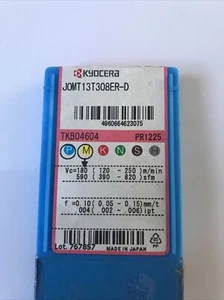 KYOCERA
JOMT13T308ER-D
4960664623075
TKB04604 PR1225
P M K N S H
Vc=180 ( 120 - 250 ) m/min
590 ( 390 - 820 ) sfm
f =0.10 ( 0.05 - 0.15 ) mm/t
.004 ( .002 - .006 ) ipt
Lot. 767857 MADE IN JAPAN